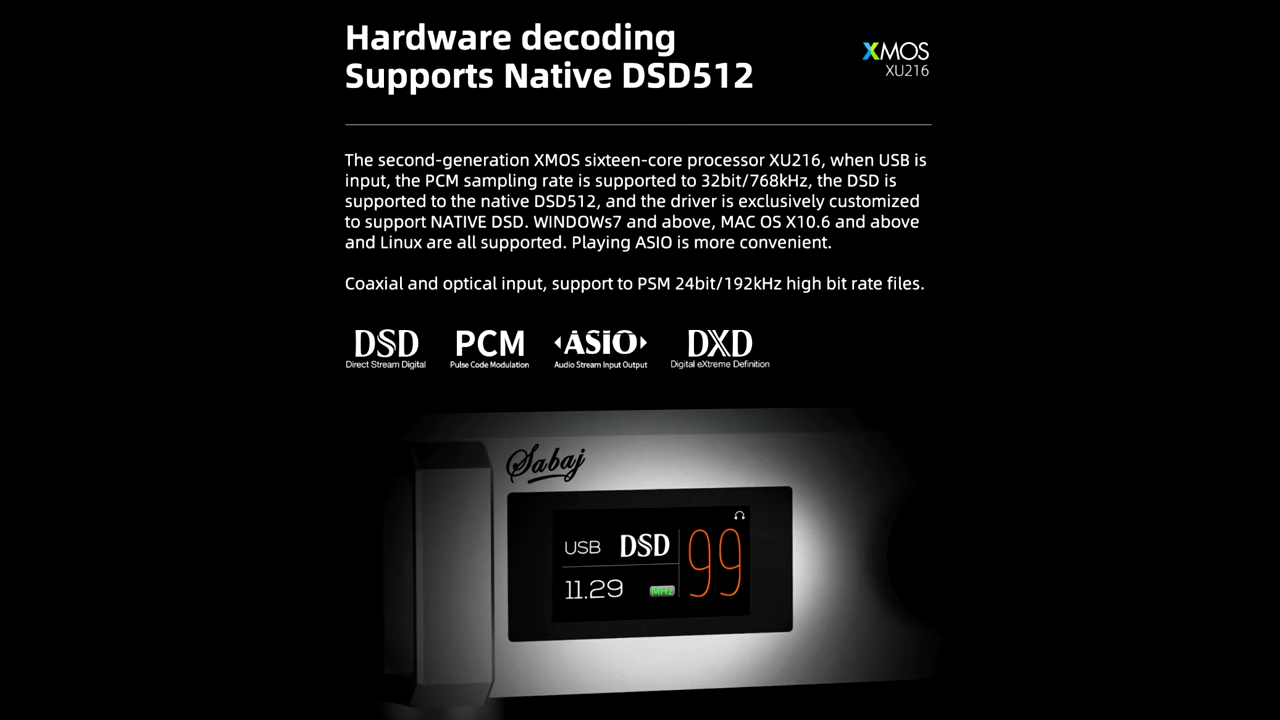 Hardware decoding
Supports Native DSD512
XMOS
XU216
The second-generation XMOS sixteen-core processor XU216, when USB is
input, the PCM sampling rate is supported to 32bit/768kHz, the DSD is
supported to the native DSD512, and the driver is exclusively customized
to support NATIVE DSD. WINDOWs7 and above, MAC OS X10.6 and above
and Linux are all supported. Playing ASIO is more convenient.
Coaxial and optical input, support to PSM 24bit/192kHz high bit rate files.
DSD PCM ASIO DXD
Direct Stream Digital Pulse Code Modulation Audio Stream Input Output Digital eXtreme Definition
Sabaj
USB DSD 99
11.29 MHz